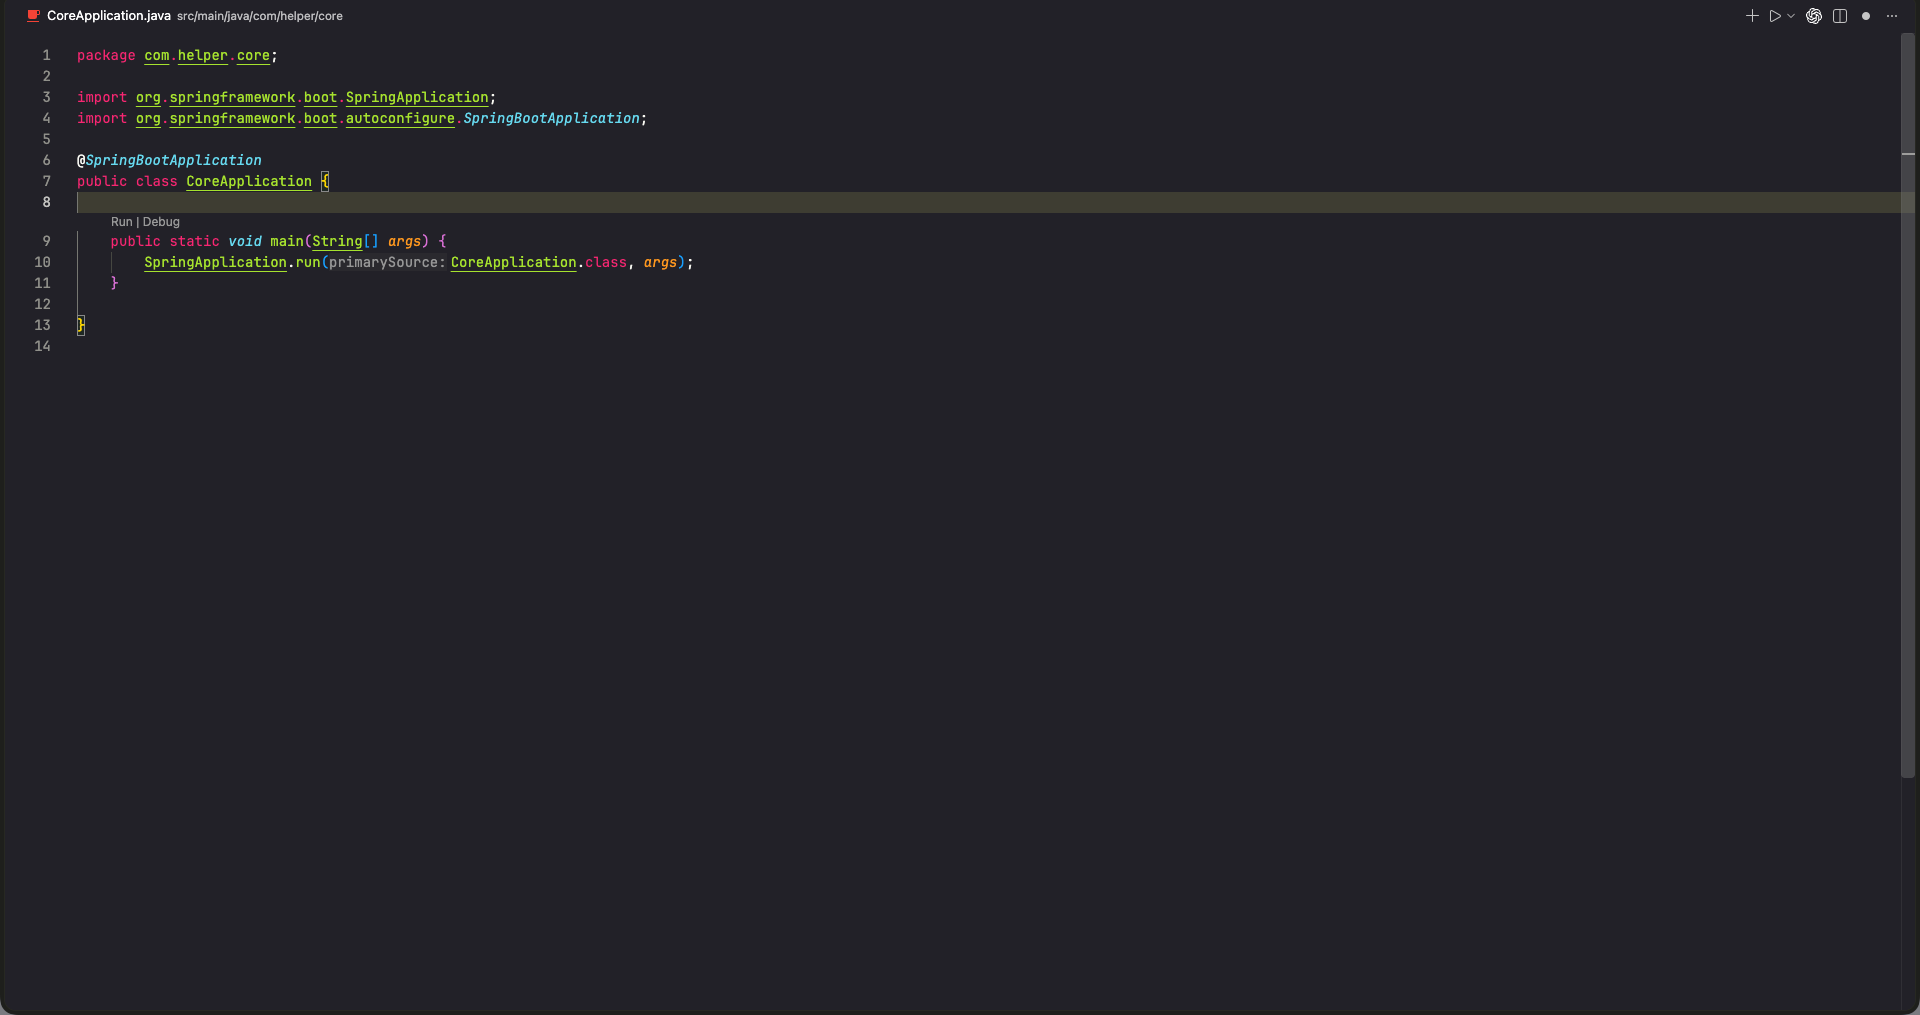 CoreApplication.java src/main/java/com/helper/core
1 package com.helper.core;
2
3 import org.springframework.boot.SpringApplication;
4 import org.springframework.boot.autoconfigure.SpringBootApplication;
5
6 @SpringBootApplication
7 public class CoreApplication {
8
Run | Debug
9 public static void main(String[] args) {
10 SpringApplication.run(primarySource: CoreApplication.class, args);
11 }
12
13 }
14